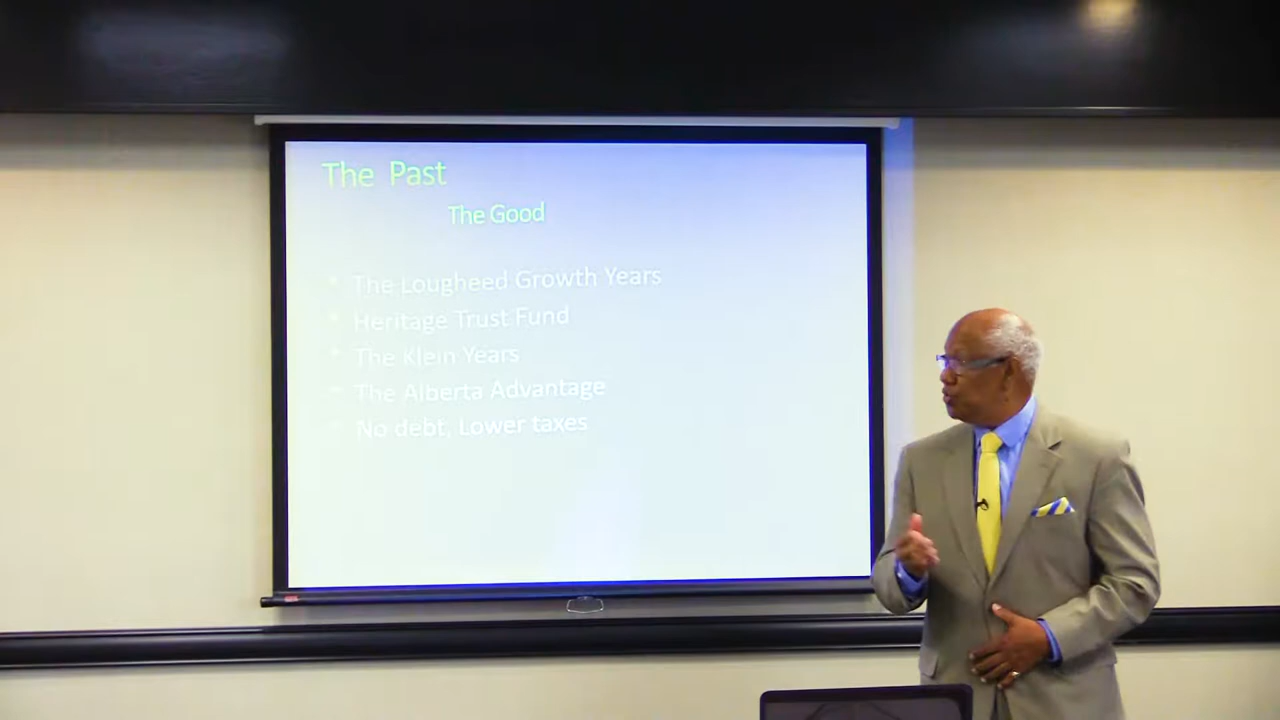 The Past
The Good
The Lougheed Growth Years
Heritage Trust Fund
The Klein Years
The Alberta Advantage
No debt, Lower taxes